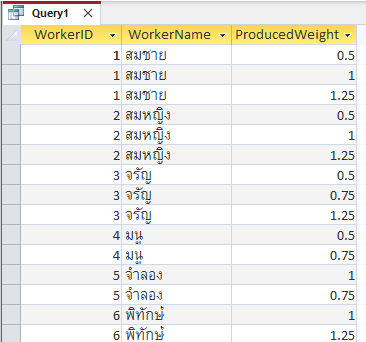 Query1
WorkerID WorkerName ProducedWeight
1 สมชาย 0.5
1 สมชาย 1
1 สมชาย 1.25
2 สมหญิง 0.5
2 สมหญิง 1
2 สมหญิง 1.25
3 จรัญ 0.5
3 จรัญ 0.75
3 จรัญ 1.25
4 มนู 0.5
4 มนู 0.75
5 จำลอง 1
5 จำลอง 0.75
6 พิทักษ์ 1
6 พิทักษ์ 1.25